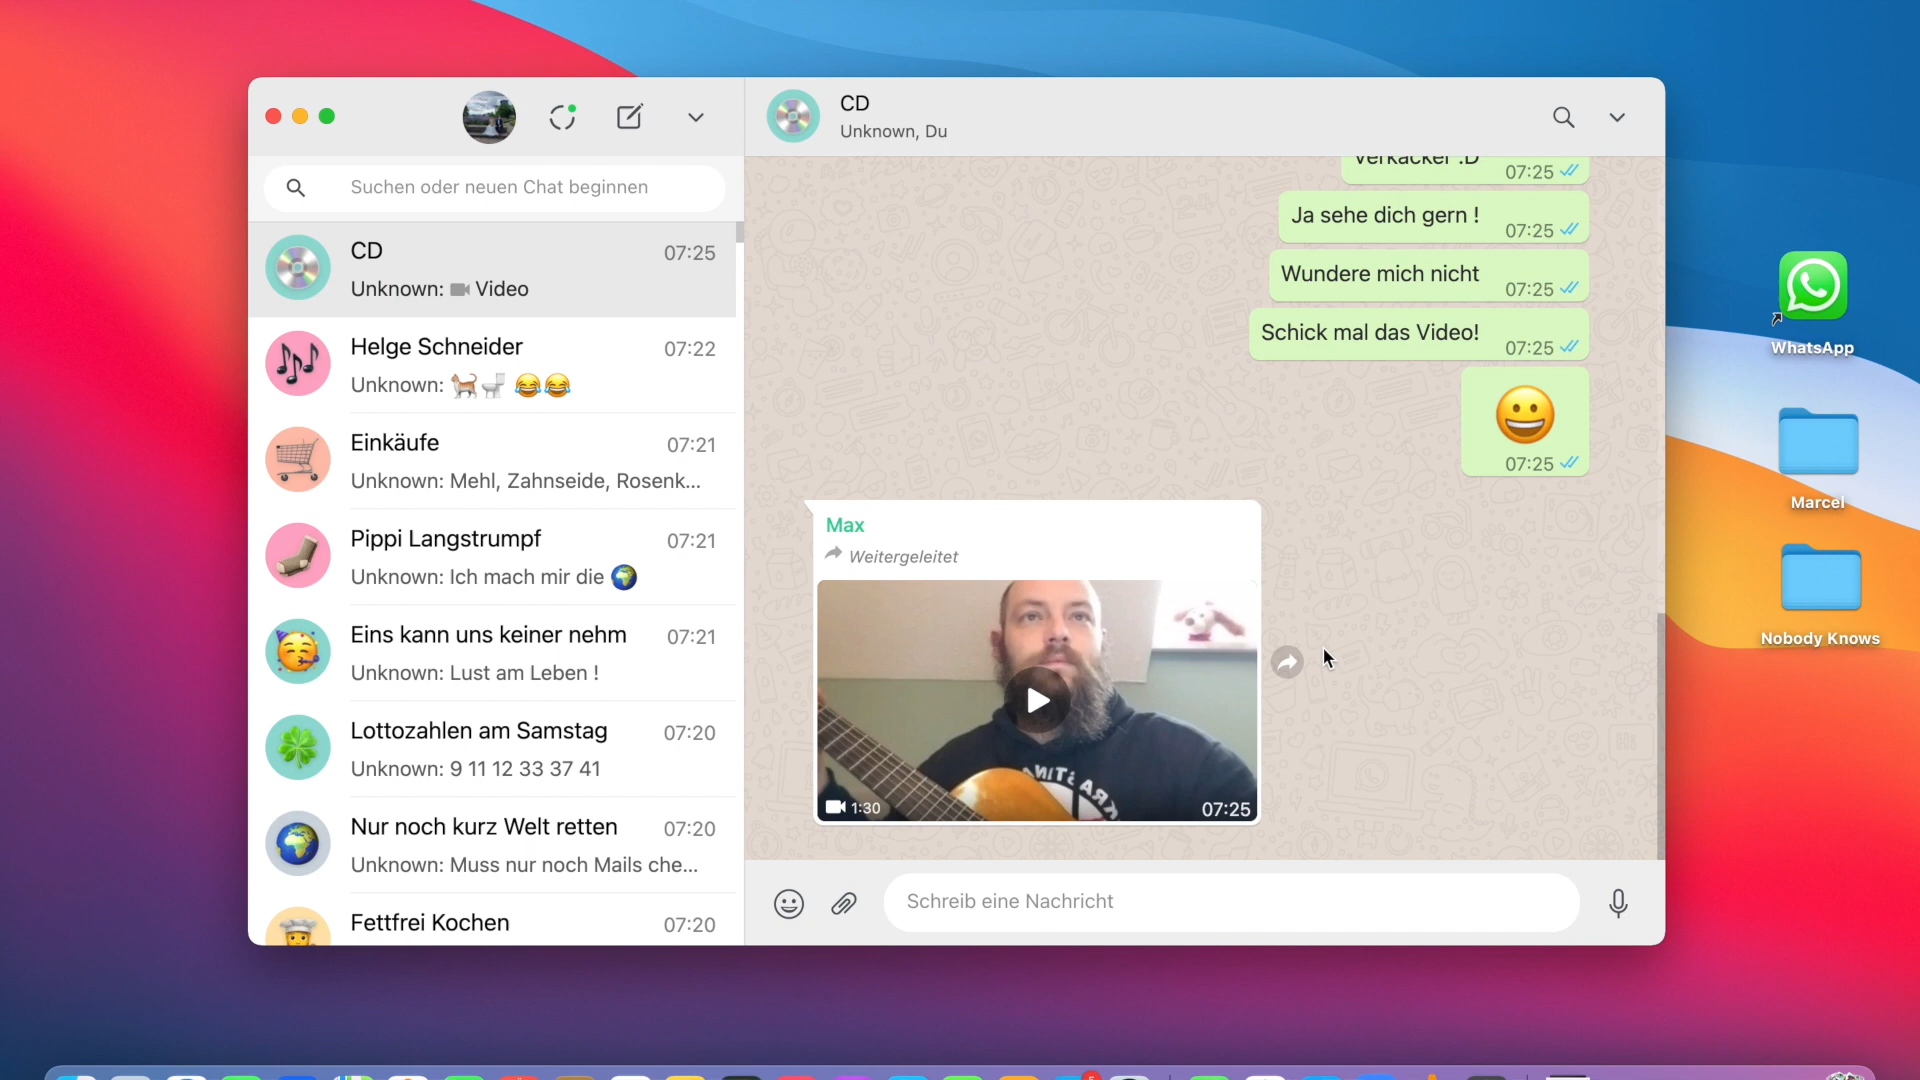 CD
Unknown, Du
Suchen oder neuen Chat beginnen
CD
07:25
Unknown: Video
Helge Schneider
07:22
Unknown:
Einkäufe
07:21
Unknown: Mehl, Zahnseide, Rosenk...
Pippi Langstrumpf
07:21
Unknown: Ich mach mir die
Eins kann uns keiner nehm
07:21
Unknown: Lust am Leben !
Lottozahlen am Samstag
07:20
Unknown: 9 11 12 33 37 41
Nur noch kurz Welt retten
07:20
Unknown: Muss nur noch Mails che...
Fettfrei Kochen
07:20
Verkacker :D
07:25
Ja sehe dich gern !
07:25
Wundere mich nicht
07:25
Schick mal das Video!
07:25
07:25
Max
Weitergeleitet
1:30
07:25
Schreib eine Nachricht
WhatsApp
Marcel
Nobody Knows